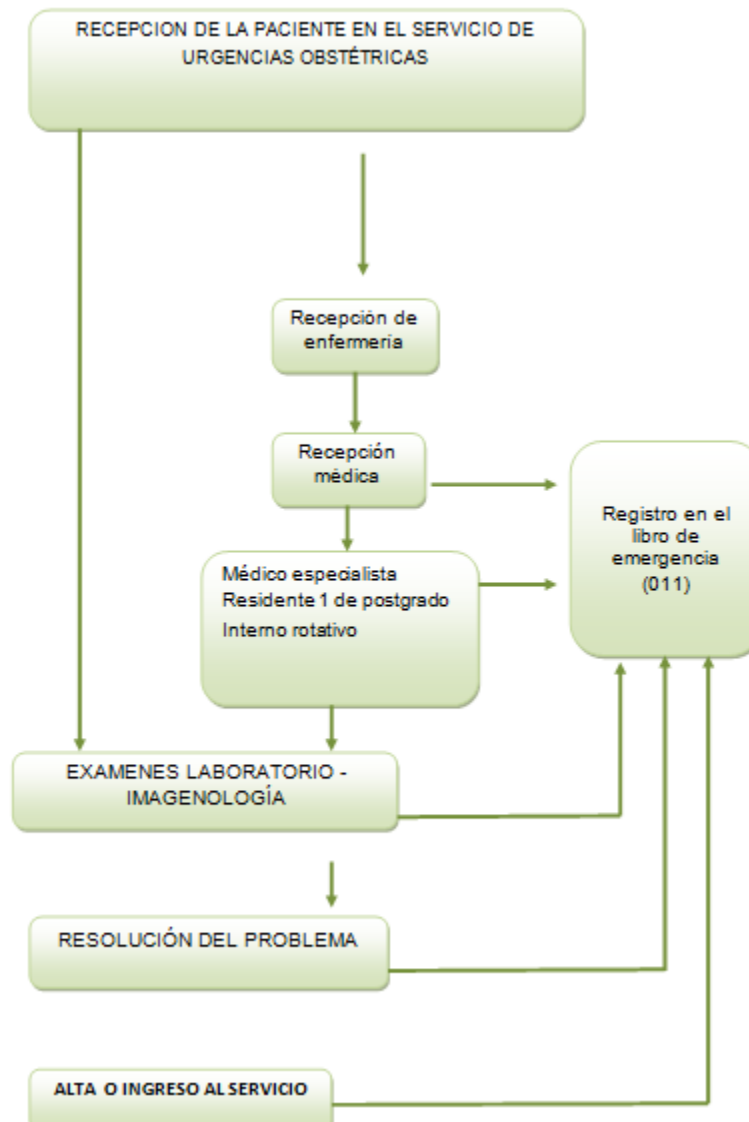 RECEPCION DE LA PACIENTE EN EL SERVICIO DE
URGENCIAS OBSTÉTRICAS
Recepción de
enfermería
Recepción
médica
Registro en el
libro de
emergencia
(011)
Médico especialista
Residente 1 de postgrado
Interno rotativo
EXAMENES LABORATORIO -
IMAGENOLOGÍA
RESOLUCIÓN DEL PROBLEMA
ALTA O INGRESO AL SERVICIO